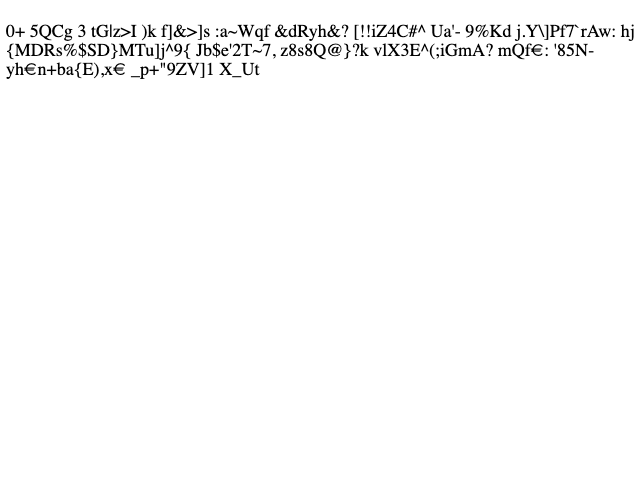 0+ 5QCg 3 tG|z>I )k f]&>]s :a~Wqf &dRyh&? [!!iZ4C#^ Ua'- 9%Kd j.Y\]Pf7`rAw: hj
{MDRs%$SD}MTu]j^9{ Jb$e'2T~7, z8s8Q@}?k vlX3E^(;iGmA? mQf€: '85N-
yh€n+ba{E),x€ _p+"9ZV]1 X_Ut